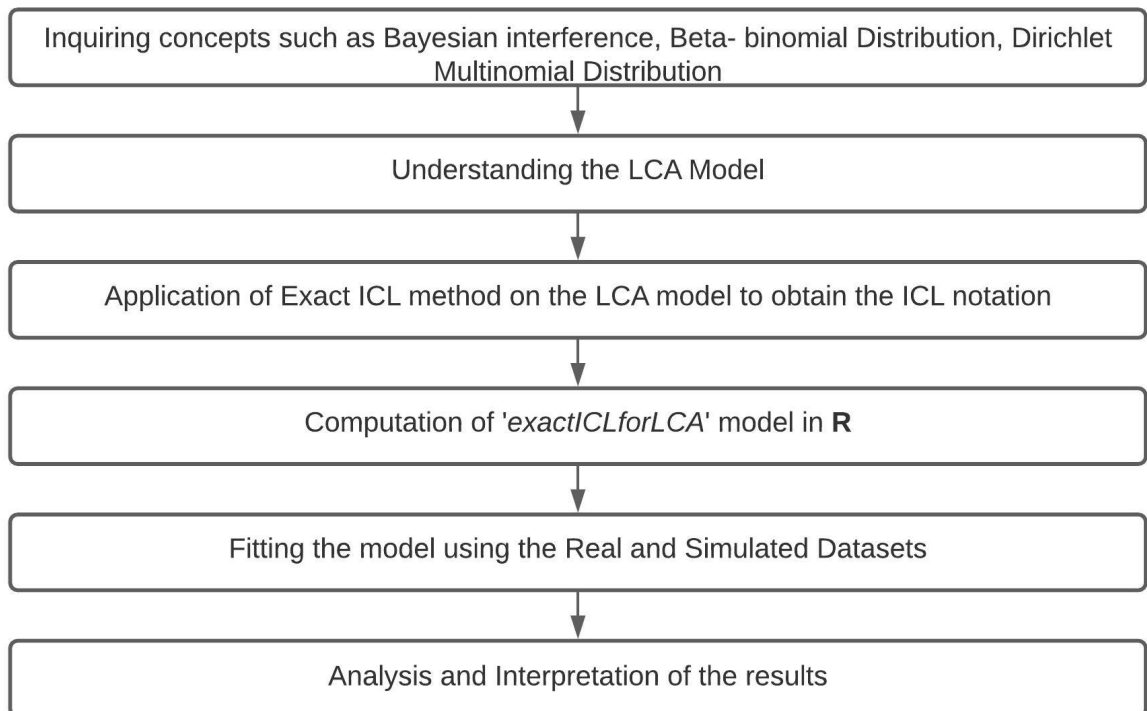 Inquiring concepts such as Bayesian interference, Beta- binomial Distribution, Dirichlet
Multinomial Distribution
Understanding the LCA Model
Application of Exact ICL method on the LCA model to obtain the ICL notation
Computation of 'exactICLforLCA' model in R
Fitting the model using the Real and Simulated Datasets
Analysis and Interpretation of the results